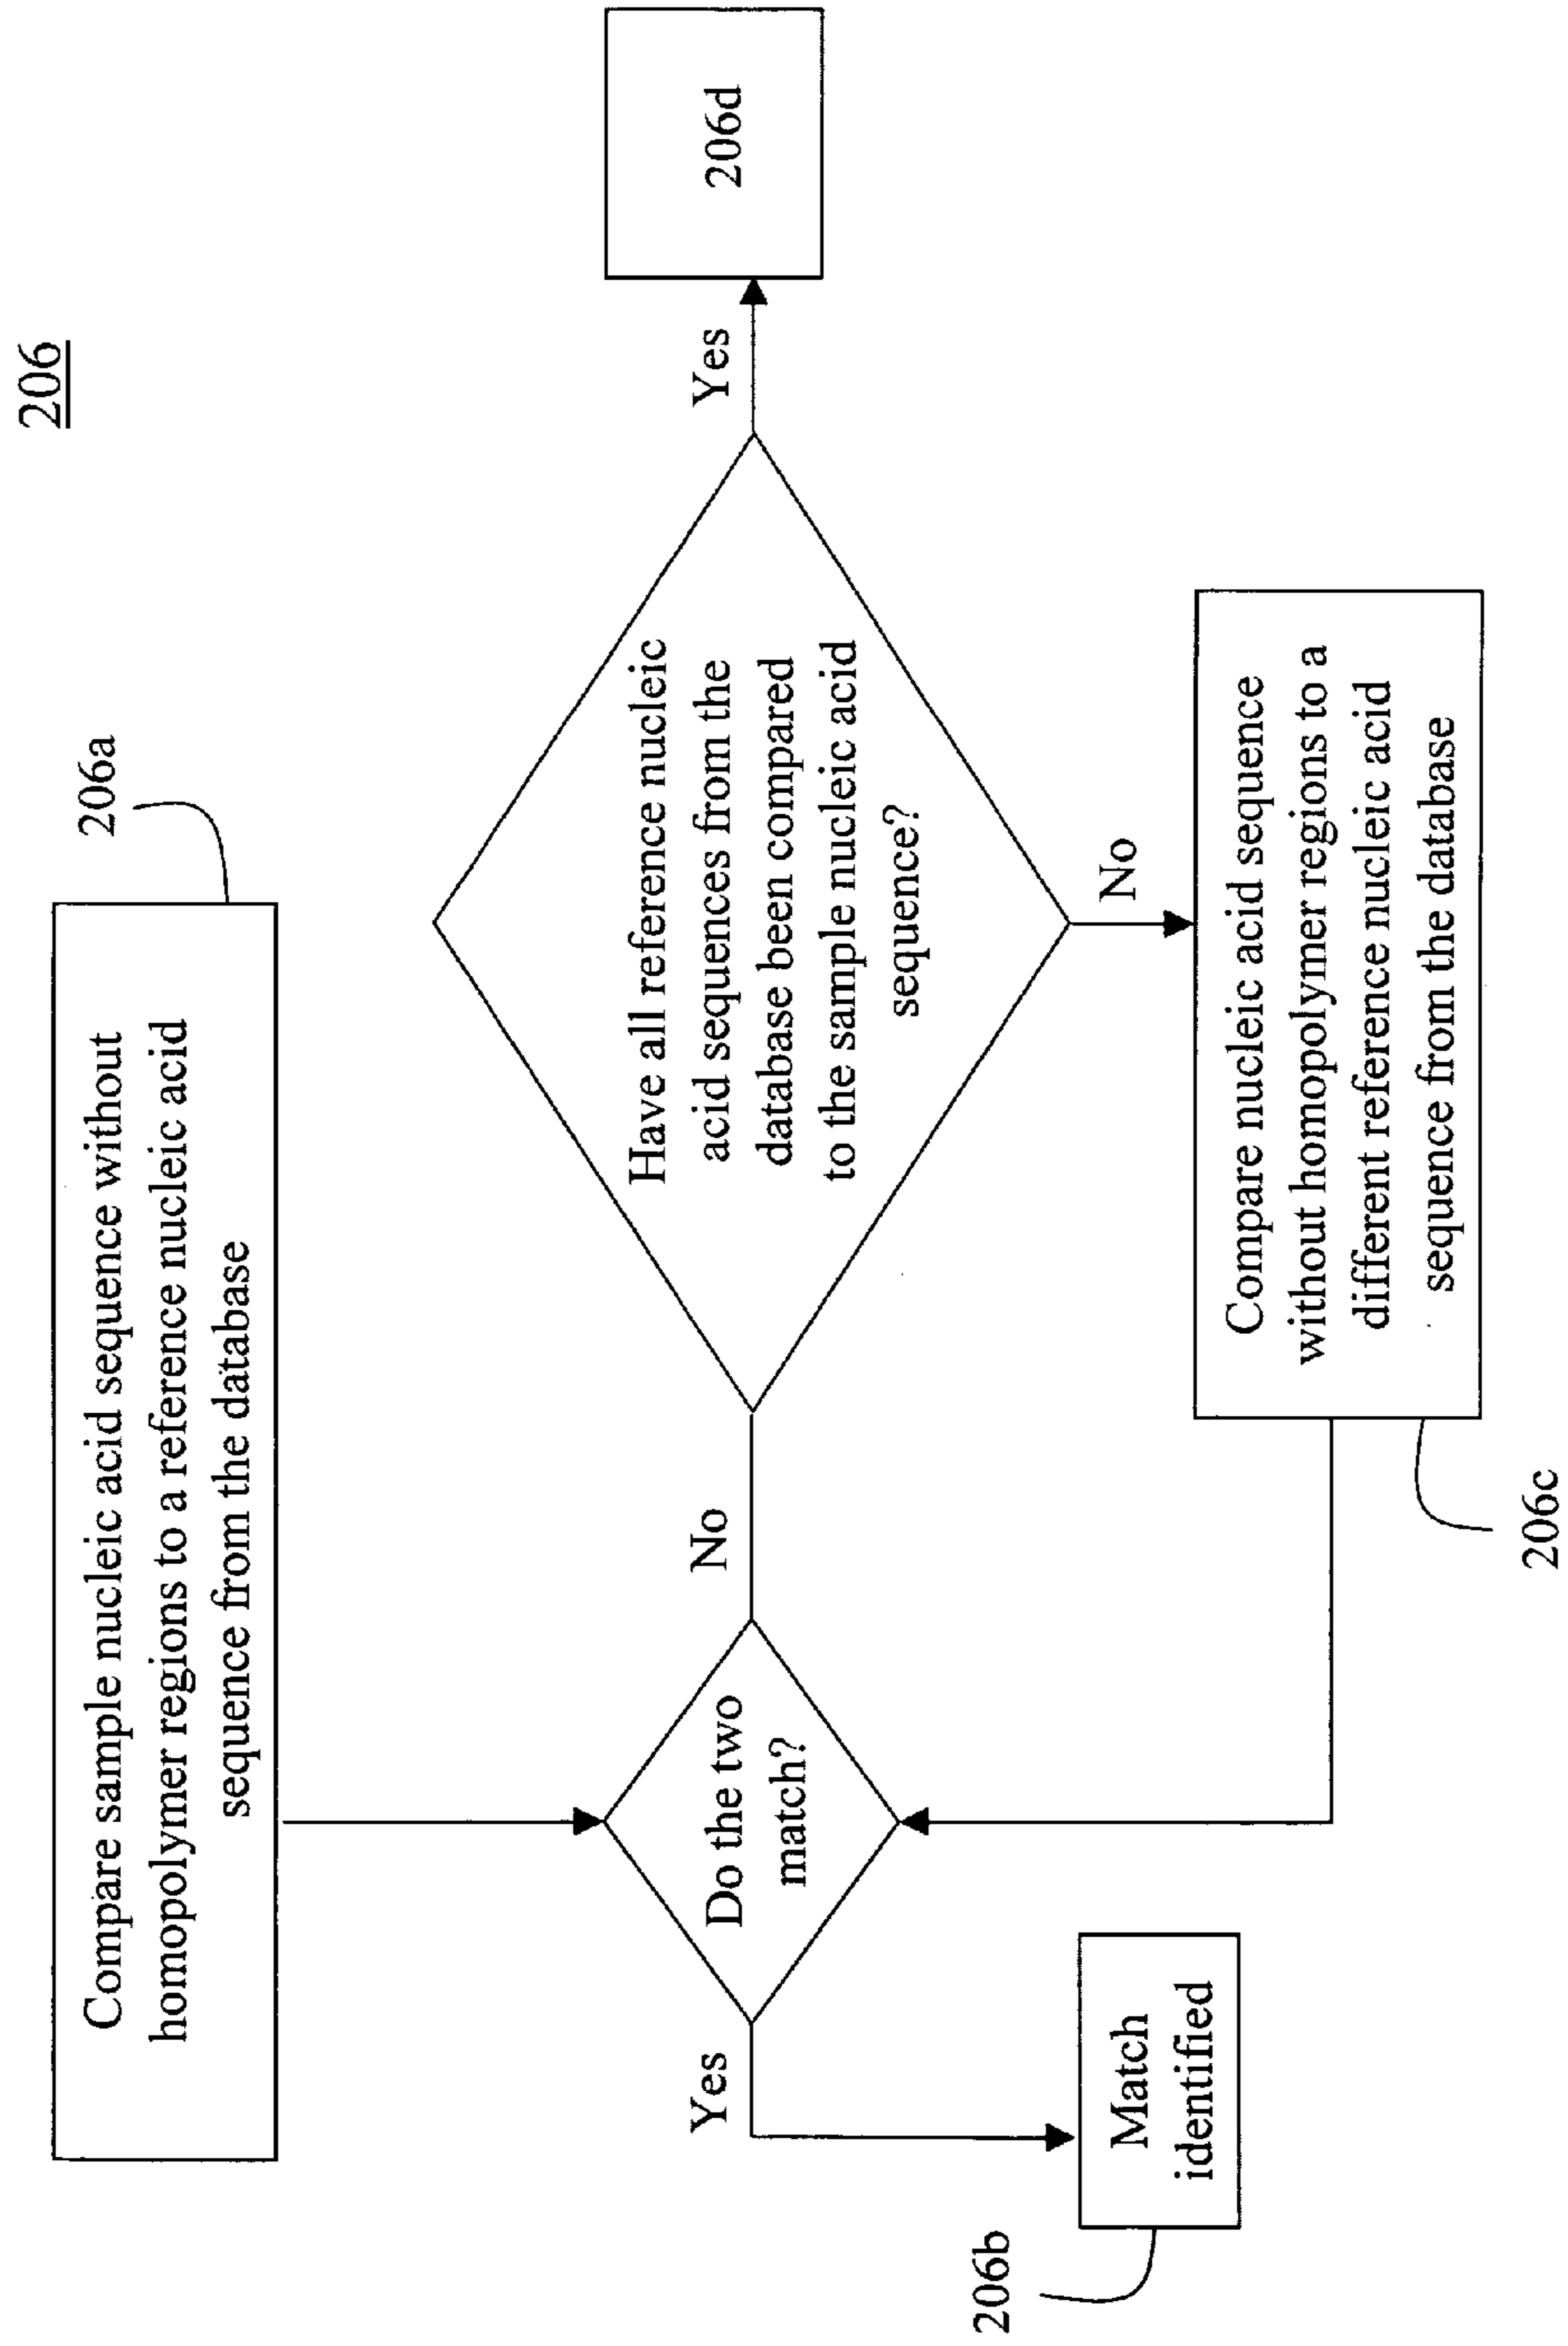 206
206a
Compare sample nucleic acid sequence without
homopolymer regions to a reference nucleic acid
sequence from the database
Do the two
match?
Yes
No
Match
identified
206b
Have all reference nucleic
acid sequences from the
database been compared
to the sample nucleic acid
sequence?
Yes
206d
No
Compare nucleic acid sequence
without homopolymer regions to a
different reference nucleic acid
sequence from the database
206c